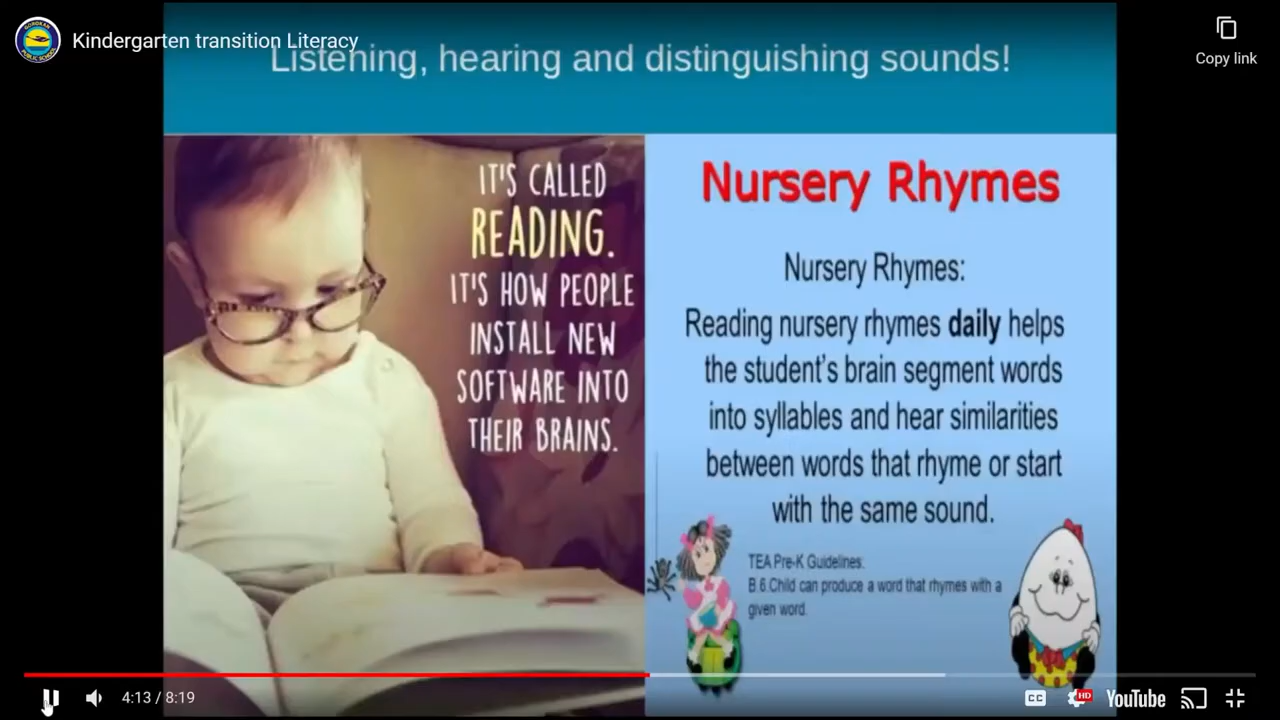 Kindergarten transition Literacy
Copy link
Listening, hearing and distinguishing sounds!
IT'S CALLED
READING.
IT'S HOW PEOPLE
INSTALL NEW
SOFTWARE INTO
THEIR BRAINS.
Nursery Rhymes
Nursery Rhymes:
Reading nursery rhymes daily helps
the student's brain segment words
into syllables and hear similarities
between words that rhyme or start
with the same sound.
TEA Pre-K Guidelines:
B.6.Child can produce a word that rhymes with a
given word.
4:13 / 8:19
CC
HD
YouTube